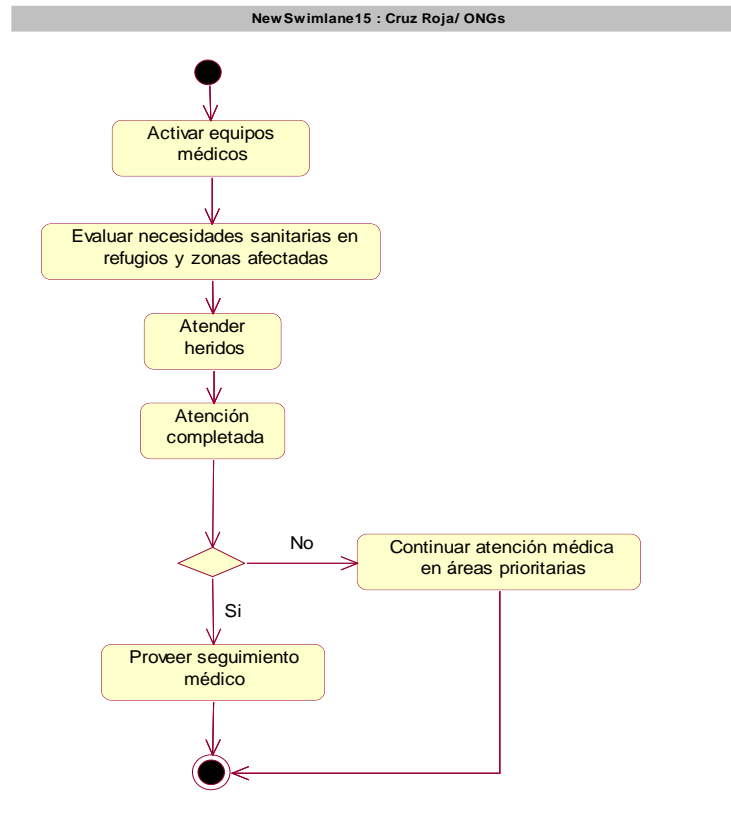 NewSwimlane15 : Cruz Roja/ ONGs
Activar equipos
médicos
Evaluar necesidades sanitarias en
refugios y zonas afectadas
Atender
heridos
Atención
completada
No
Continuar atención médica
en áreas prioritarias
Si
Proveer seguimiento
médico